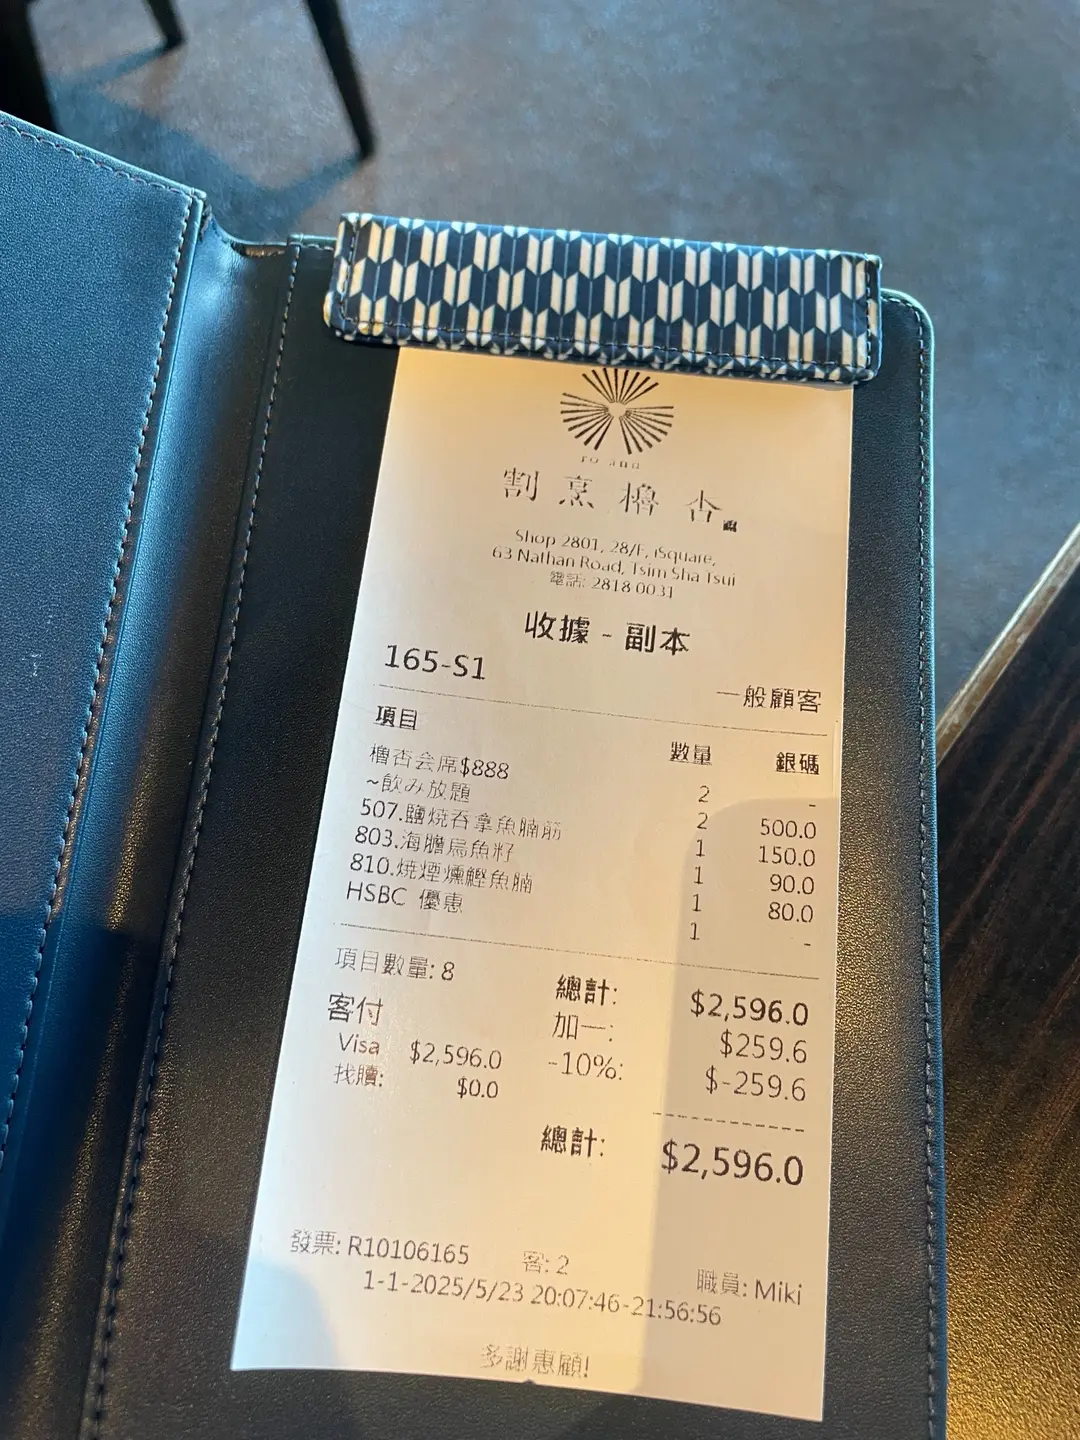 ro ann
割烹櫓杏
Shop 2801, 28/F, iSquare,
63 Nathan Road, Tsim Sha Tsui
電話: 2818 0031
收據 - 副本
165-S1
一般顧客
項目 數量 銀碼
櫓杏会席$888 2 -
~飲み放題 2 500.0
507.鹽燒吞拿魚腩筋 1 150.0
803.海膽烏魚籽 1 90.0
810.焼煙燻鰹魚腩 1 80.0
HSBC 優惠 1 -
項目數量: 8 總計: $2,596.0
客付 加一: $259.6
Visa $2,596.0 -10%: $-259.6
找贖: $0.0
總計: $2,596.0
發票: R10106165 客: 2 職員: Miki
1-1-2025/5/23 20:07:46-21:56:56
多謝惠顧!